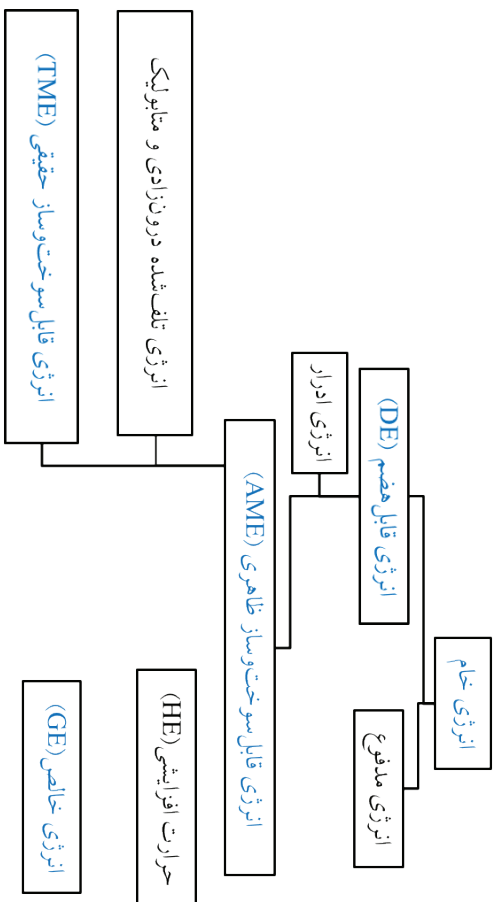 انرژی خام
انرژی قابل‌هضم (DE)
انرژی مدفوع
انرژی ادرار
انرژی قابل‌سوخت‌وساز ظاهری (AME)
انرژی تلف‌شده درون‌زادی و متابولیک
حرارت افزایشی(HE)
انرژی قابل‌سوخت‌وساز حقیقی (TME)
انرژی خالص(GE)